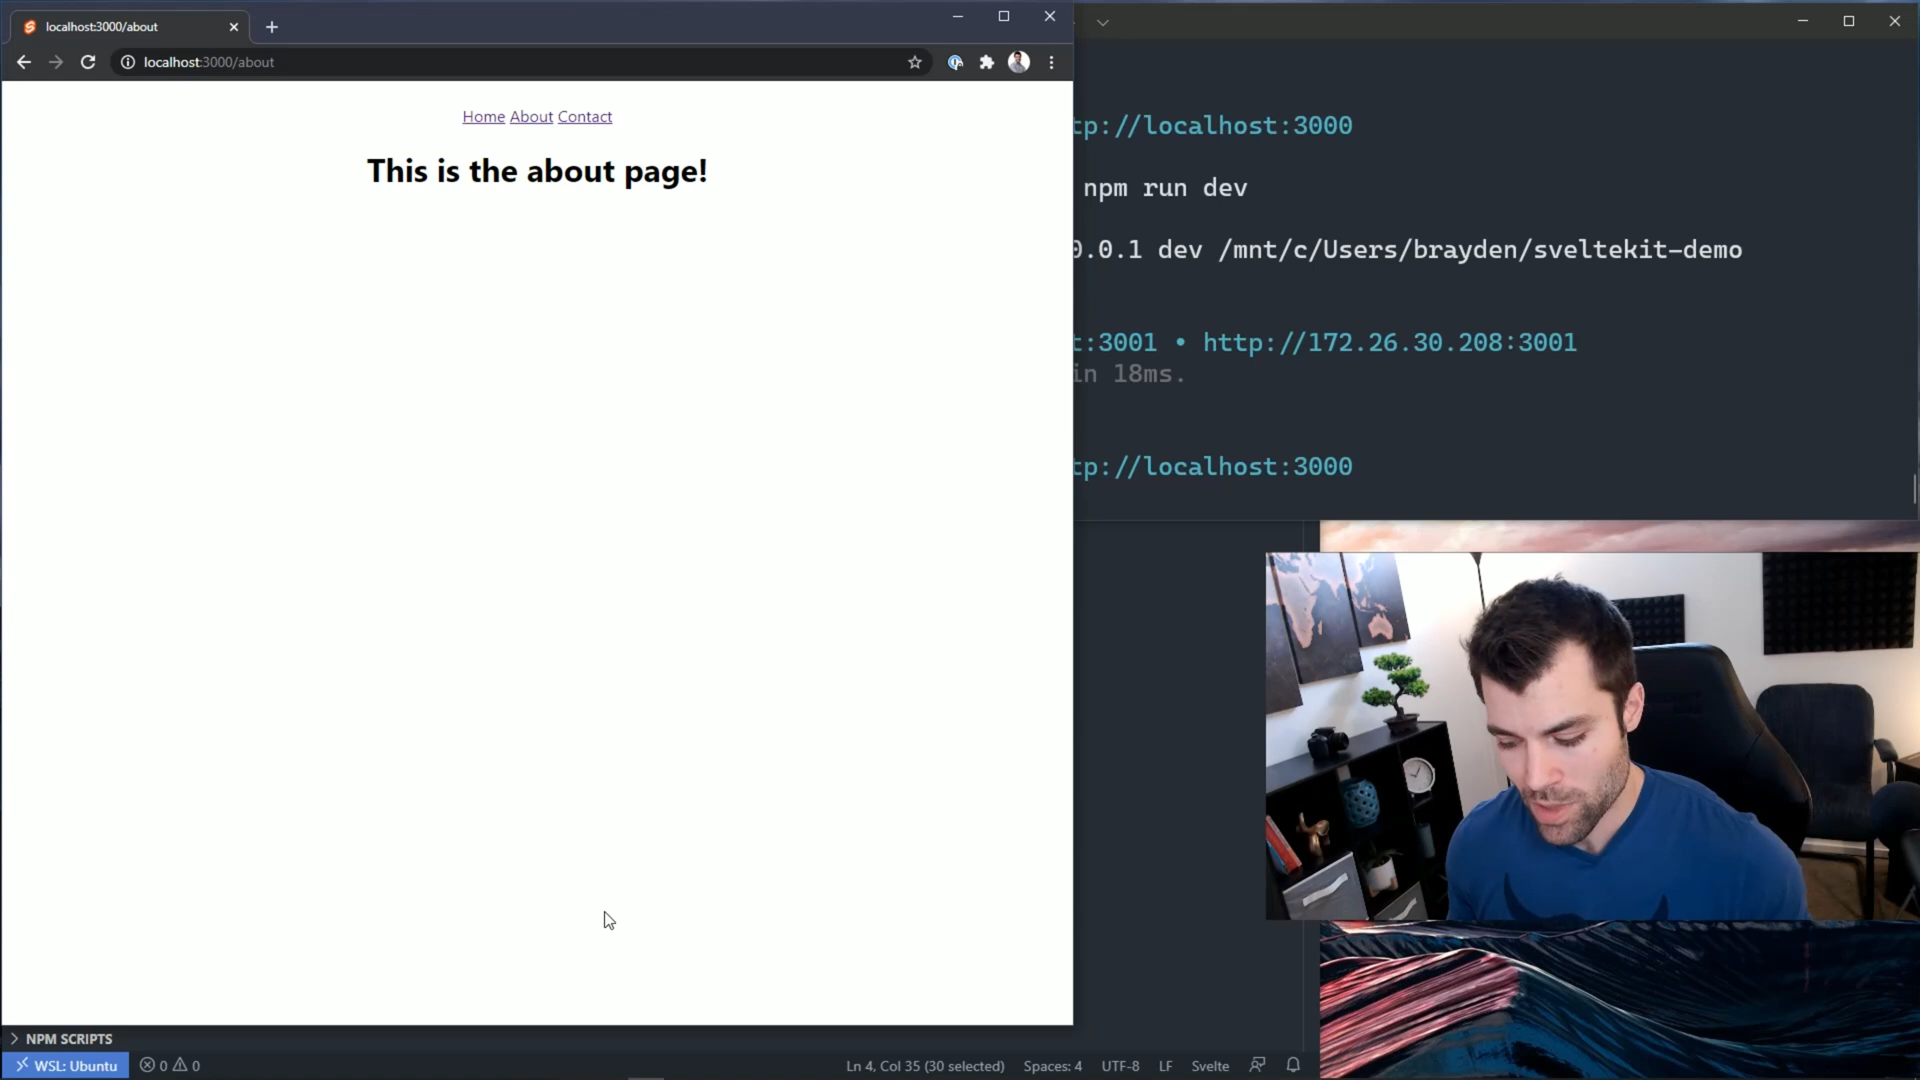 localhost:3000/about
localhost:3000/about
Home About Contact
This is the about page!
tp://localhost:3000
npm run dev
0.0.1 dev /mnt/c/Users/brayden/sveltekit-demo
t:3001 • http://172.26.30.208:3001
in 18ms.
tp://localhost:3000
NPM SCRIPTS
WSL: Ubuntu 0 0 Ln 4, Col 35 (30 selected) Spaces: 4 UTF-8 LF Svelte